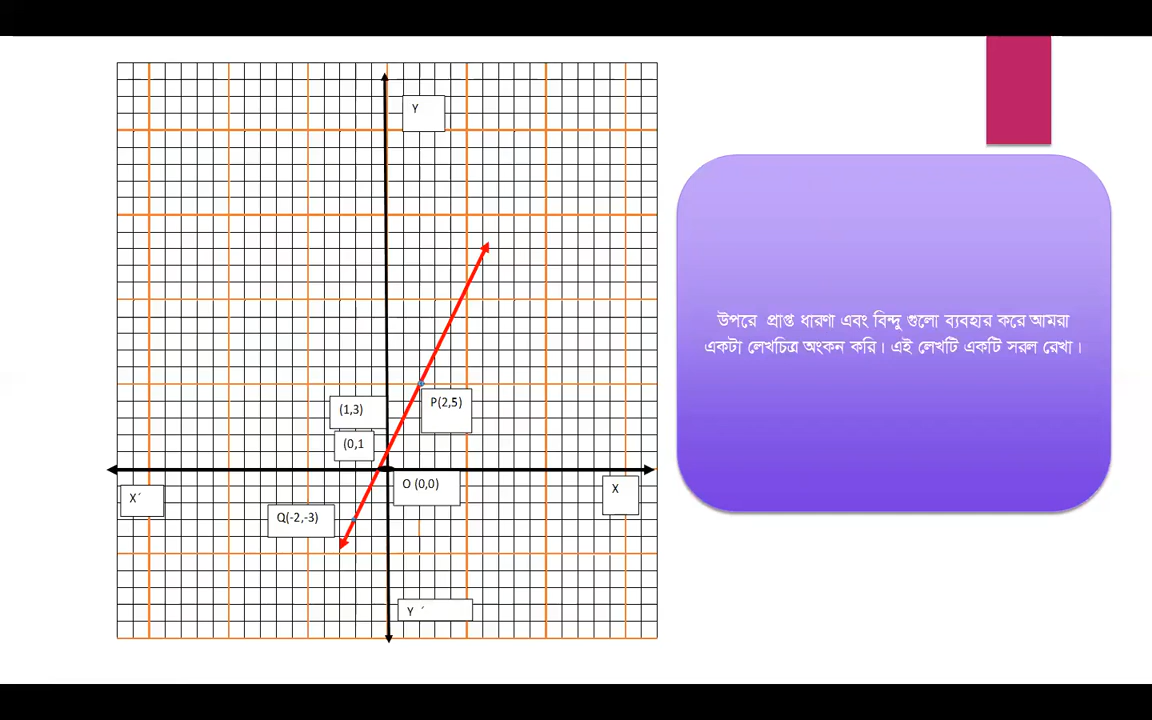 Y
(1,3)
P(2,5)
(0,1
O (0,0)
X´
X
Q(-2,-3)
Y ´
উপরে প্রাপ্ত ধারণা এবং বিন্দু গুলো ব্যবহার করে আমরা
একটা লেখচিত্র অংকন করি। এই লেখটি একটি সরল রেখা।